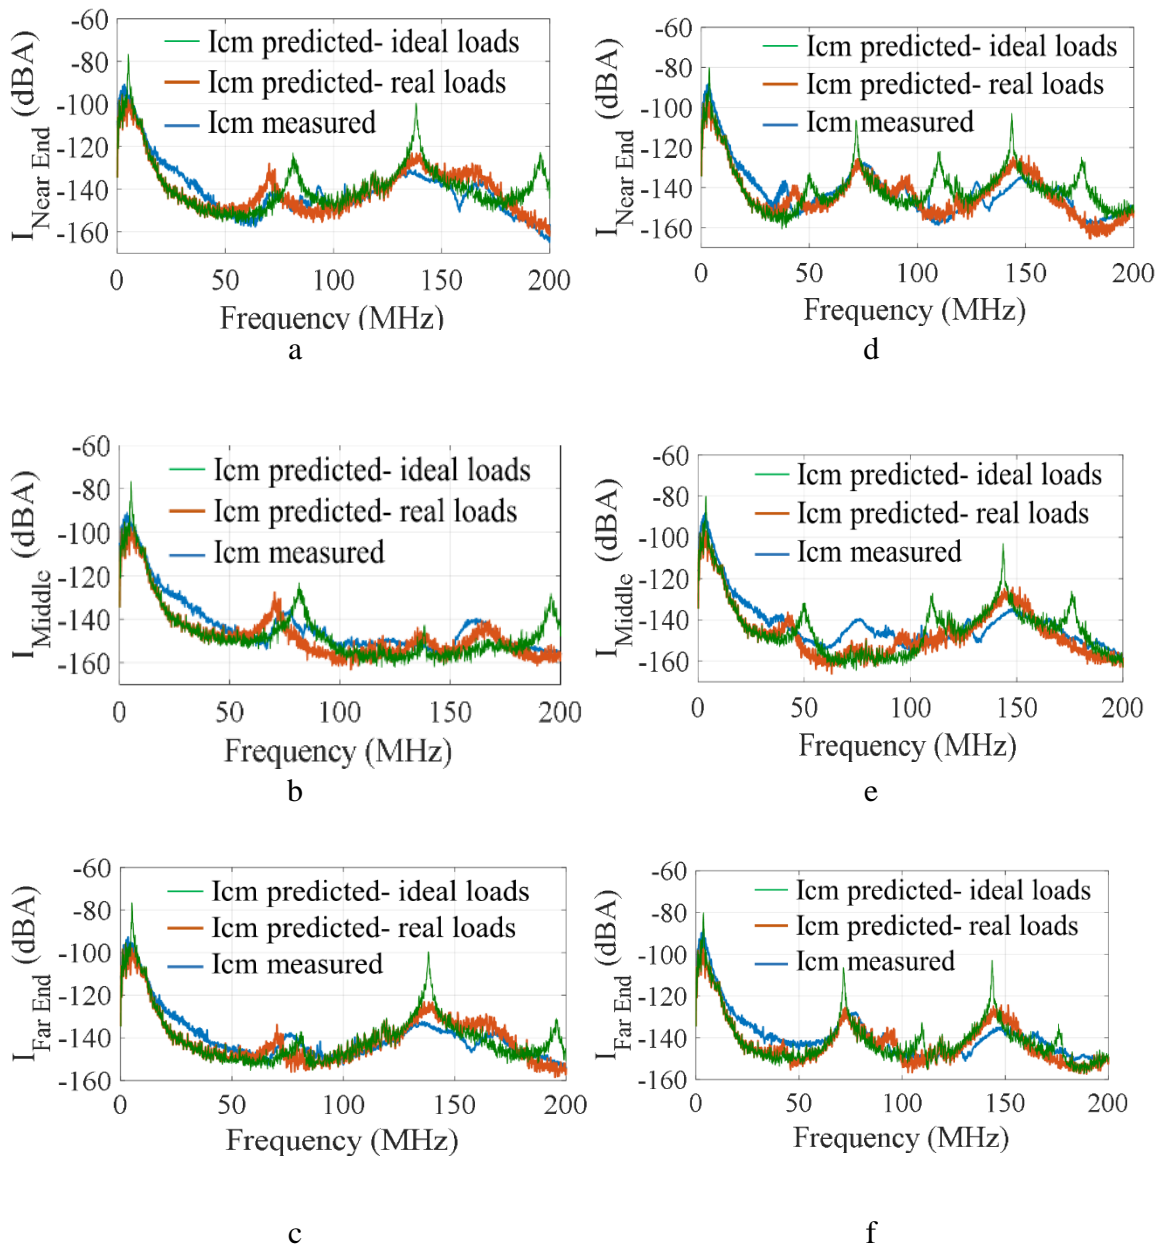 -60
-80
-100
-120
-140
-160
I Near End (dBA)
Icm predicted- ideal loads
Icm predicted- real loads
Icm measured
0 50 100 150 200
Frequency (MHz)
a
-60
-80
-100
-120
-140
-160
I Near End (dBA)
Icm predicted- ideal loads
Icm predicted- real loads
Icm measured
0 50 100 150 200
Frequency (MHz)
d
-60
-80
-100
-120
-140
-160
I Middle (dBA)
Icm predicted- ideal loads
Icm predicted- real loads
Icm measured
0 50 100 150 200
Frequency (MHz)
b
-60
-80
-100
-120
-140
-160
I Middle (dBA)
Icm predicted- ideal loads
Icm predicted- real loads
Icm measured
0 50 100 150 200
Frequency (MHz)
e
-60
-80
-100
-120
-140
-160
I Far End (dBA)
Icm predicted- ideal loads
Icm predicted- real loads
Icm measured
0 50 100 150 200
Frequency (MHz)
c
-60
-80
-100
-120
-140
-160
I Far End (dBA)
Icm predicted- ideal loads
Icm predicted- real loads
Icm measured
0 50 100 150 200
Frequency (MHz)
f